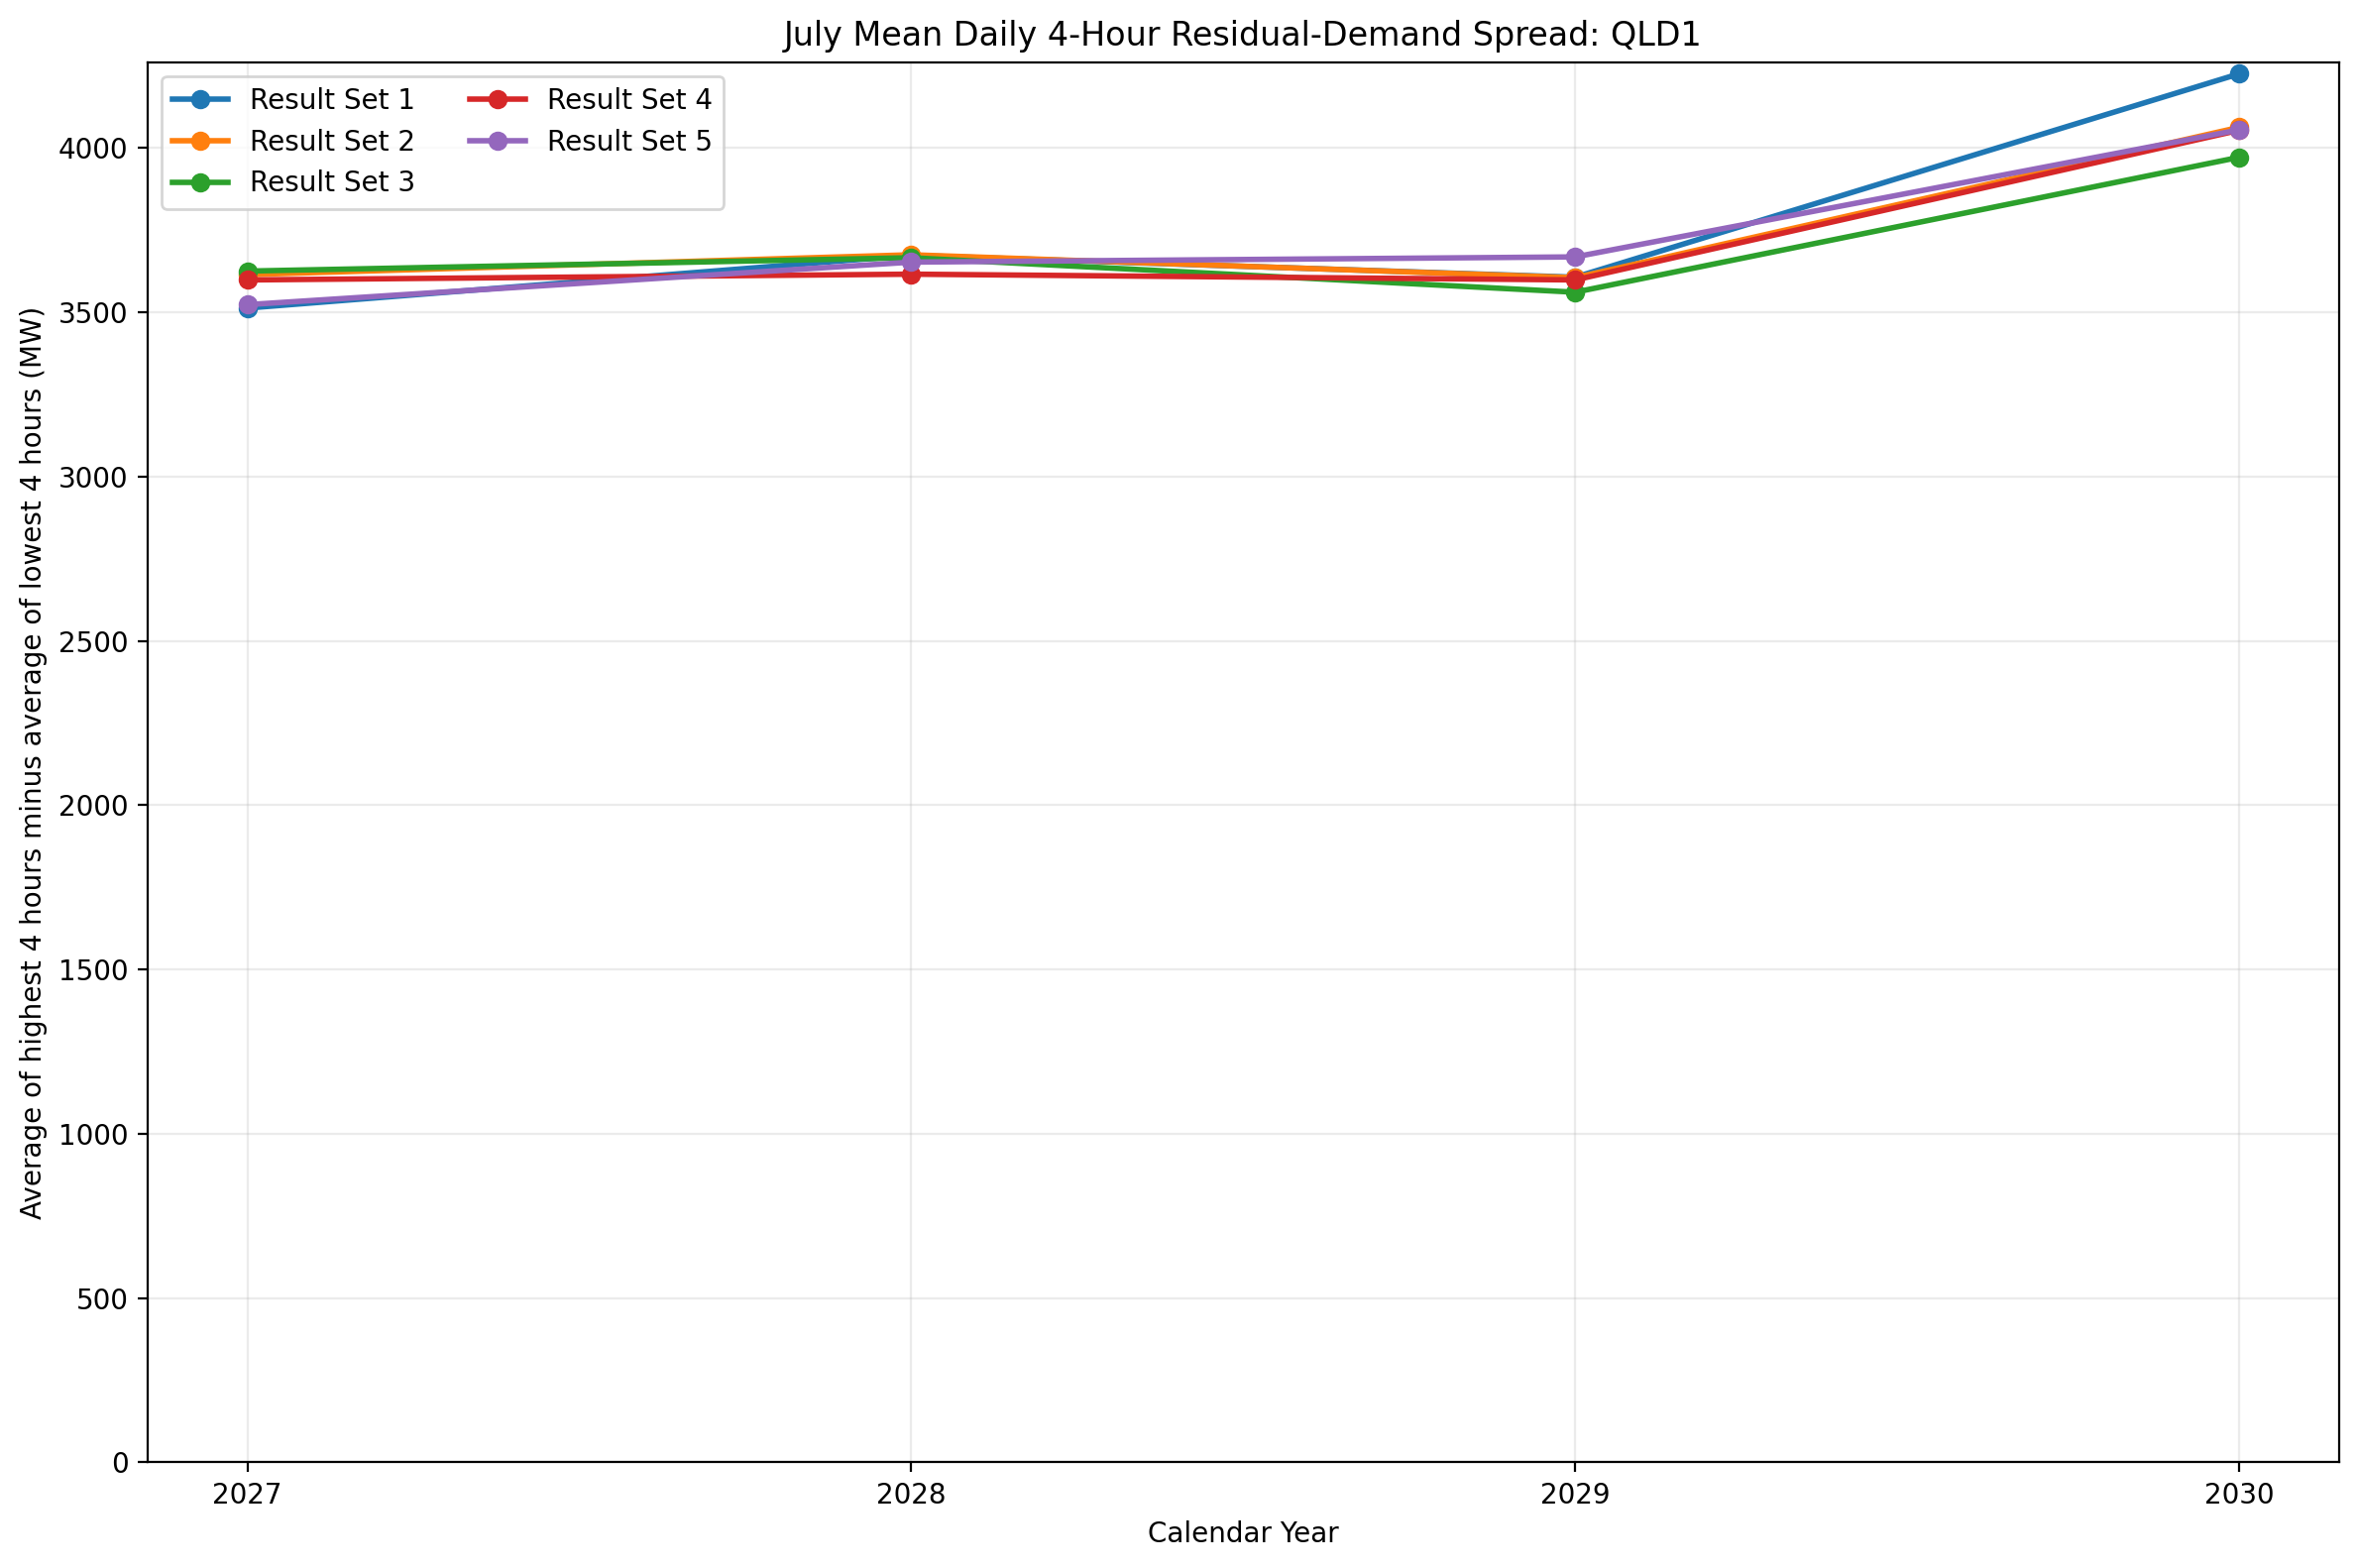 July Mean Daily 4-Hour Residual-Demand Spread: QLD1
Result Set 1
Result Set 2
Result Set 3
Result Set 4
Result Set 5
Average of highest 4 hours minus average of lowest 4 hours (MW)
4000
3500
3000
2500
2000
1500
1000
500
0
2027
2028
2029
2030
Calendar Year